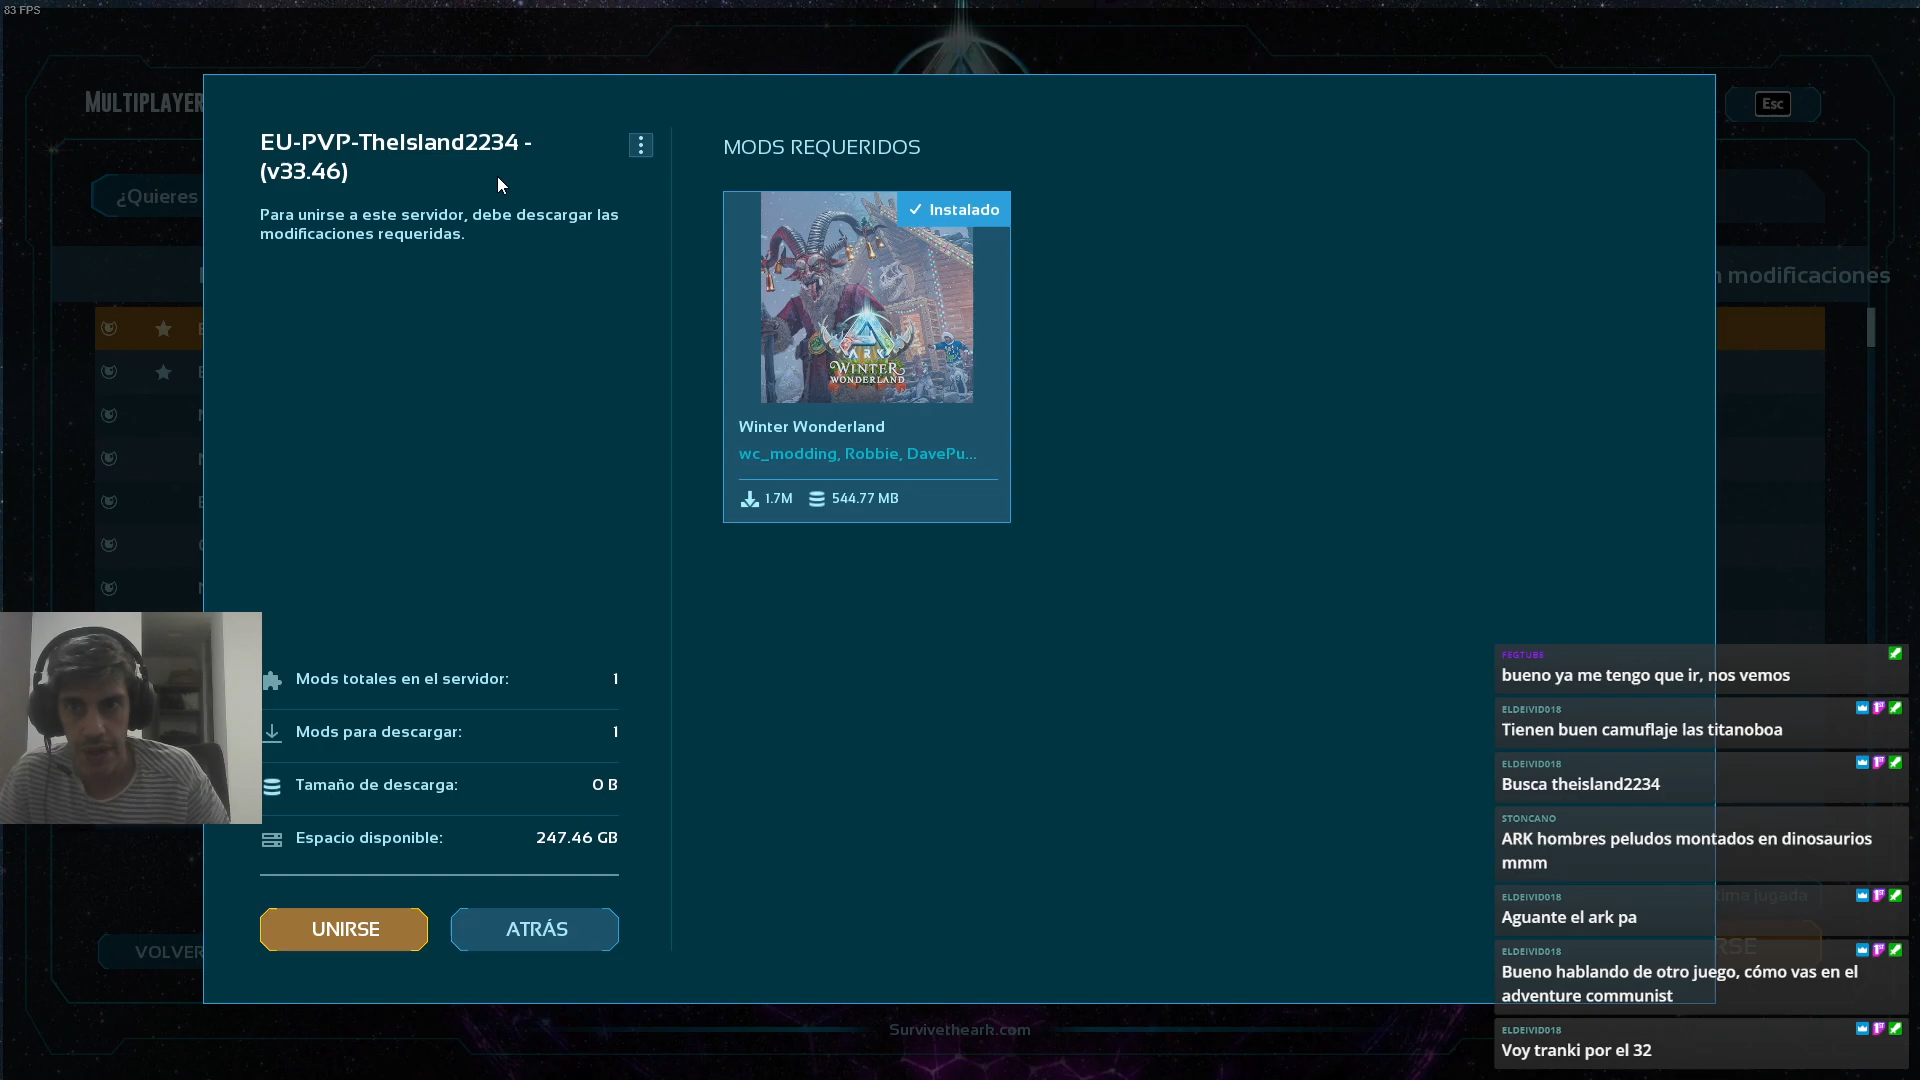 83 FPS
MULTIPLAYER
Esc
¿Quieres
n modificaciones
EU-PVP-TheIsland2234 -
(v33.46)
Para unirse a este servidor, debe descargar las
modificaciones requeridas.
MODS REQUERIDOS
Instalado
ARK
WINTER
WONDERLAND
Winter Wonderland
wc_modding, Robbie, DavePu...
1.7M
544.77 MB
Mods totales en el servidor: 1
Mods para descargar: 1
Tamaño de descarga: 0 B
Espacio disponible: 247.46 GB
UNIRSE
ATRÁS
VOLVER
tima jugada
RSE
Survivetheark.com
FEGTUBE
bueno ya me tengo que ir, nos vemos
ELDEIVID018
Tienen buen camuflaje las titanoboa
ELDEIVID018
Busca theisland2234
STONCANO
ARK hombres peludos montados en dinosaurios
mmm
ELDEIVID018
Aguante el ark pa
ELDEIVID018
Bueno hablando de otro juego, cómo vas en el
adventure communist
ELDEIVID018
Voy tranki por el 32